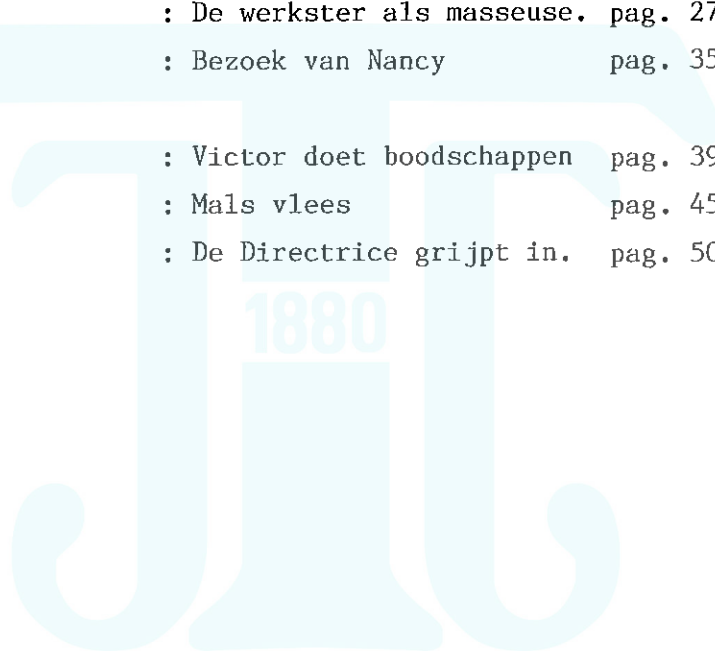 : De werkster als masseuse. pag. 27
: Bezoek van Nancy pag. 35
: Victor doet boodschappen pag. 39
: Mals vlees pag. 45
: De Directrice grijpt in. pag. 50
1880